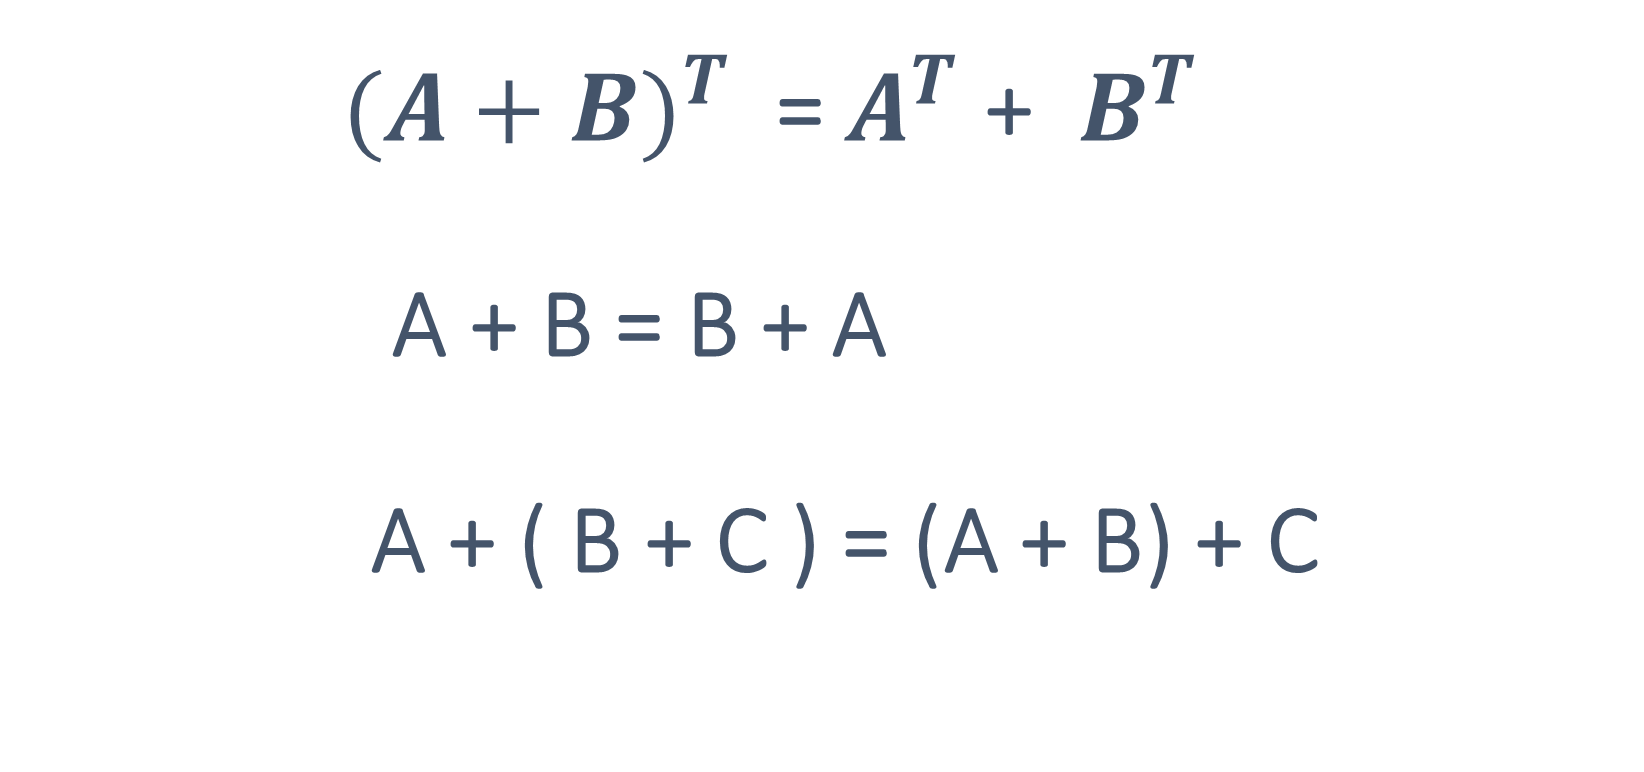 (A + B)^T = A^T + B^T
A + B = B + A
A + ( B + C ) = (A + B) + C